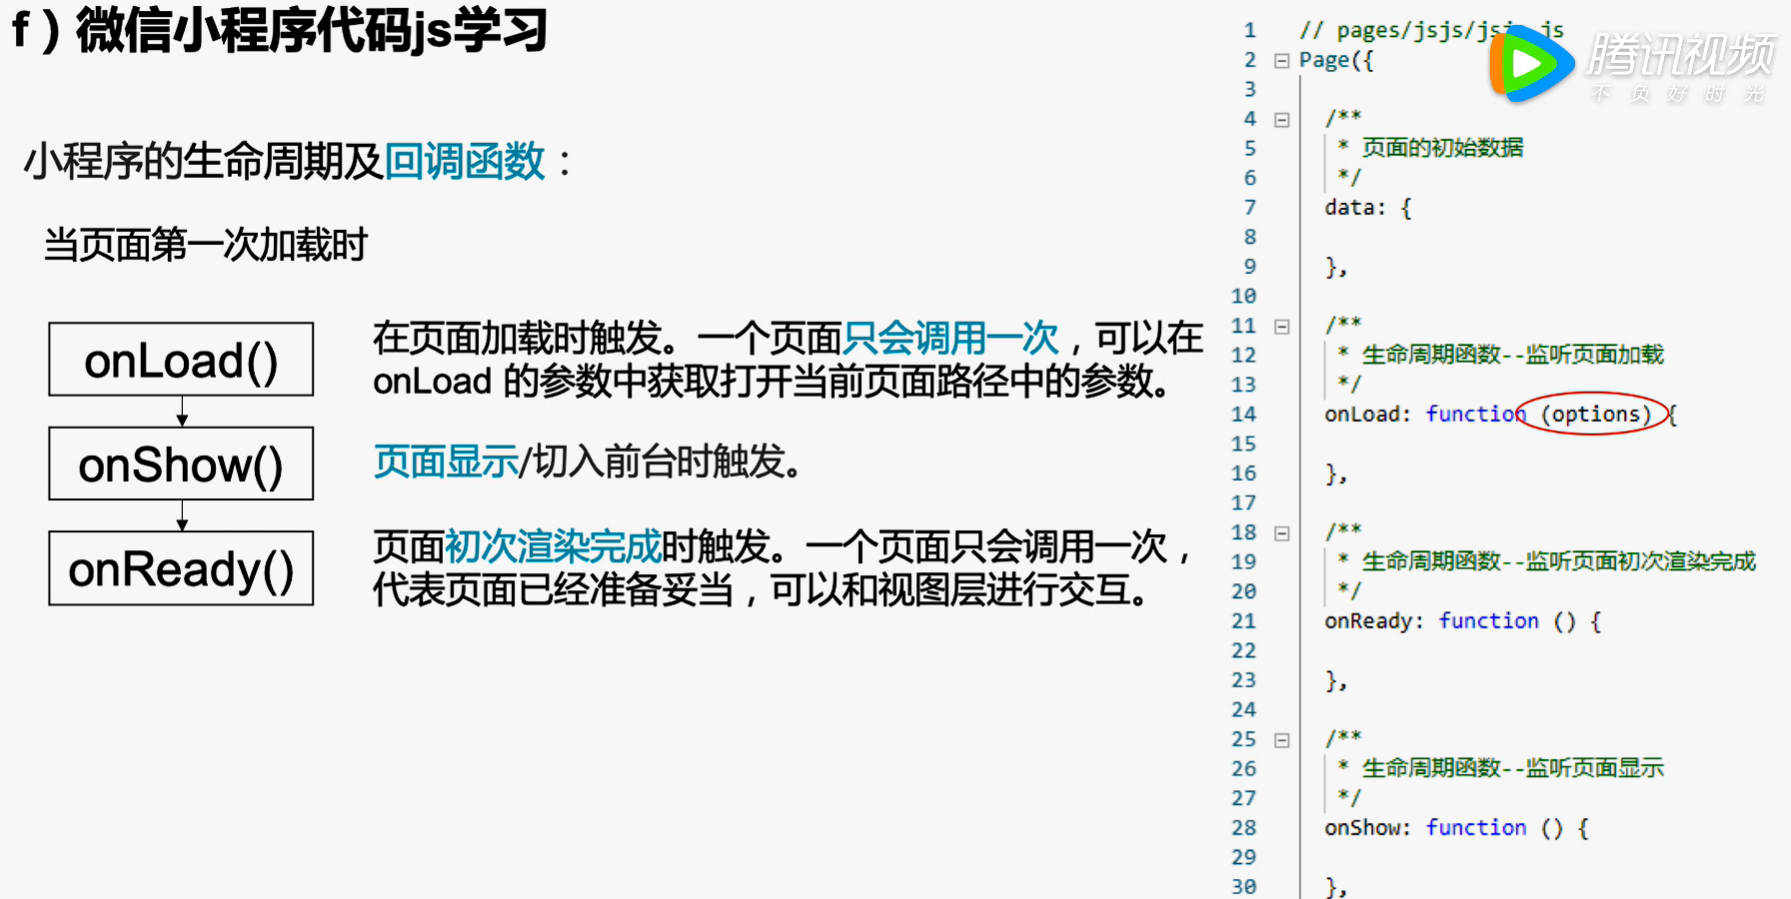 f ) 微信小程序代码js学习
小程序的生命周期及回调函数：
当页面第一次加载时
onLoad()
在页面加载时触发。一个页面只会调用一次，可以在
onLoad 的参数中获取打开当前页面路径中的参数。
onShow()
页面显示/切入前台时触发。
onReady()
页面初次渲染完成时触发。一个页面只会调用一次，
代表页面已经准备妥当，可以和视图层进行交互。
腾讯视频
不负好时光
1 // pages/jsjs/jsjs.js
2 Page({
3
4 /**
5 * 页面的初始数据
6 */
7 data: {
8
9 },
10
11 /**
12 * 生命周期函数--监听页面加载
13 */
14 onLoad: function (options) {
15
16 },
17
18 /**
19 * 生命周期函数--监听页面初次渲染完成
20 */
21 onReady: function () {
22
23 },
24
25 /**
26 * 生命周期函数--监听页面显示
27 */
28 onShow: function () {
29
30 },